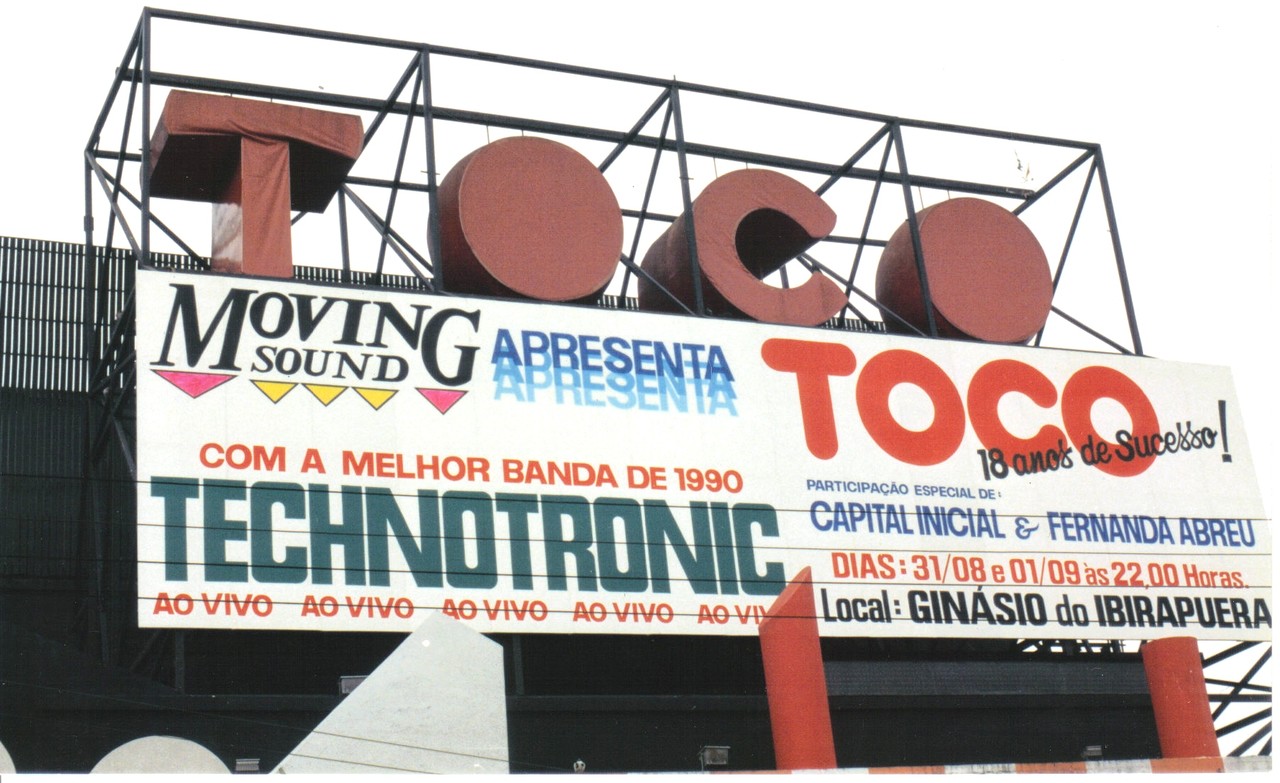 TOCO
MOVING
SOUND
APRESENTA
APRESENTA
COM A MELHOR BANDA DE 1990
TECHNOTRONIC
AO VIVO AO VIVO AO VIVO AO VIVO AO VIV
TOCO
18 anos de Sucesso!
PARTICIPAÇÃO ESPECIAL DE:
CAPITAL INICIAL & FERNANDA ABREU
DIAS: 31/08 e 01/09 às 22,00 Horas.
Local: GINÁSIO do IBIRAPUERA